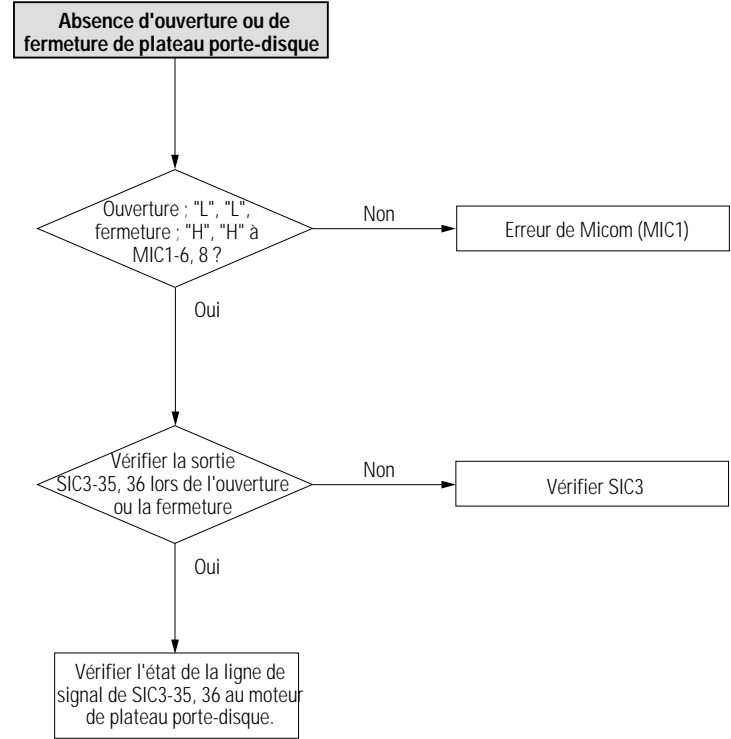 Absence d'ouverture ou de
fermeture de plateau porte-disque
Ouverture ; "L", "L",
fermeture ; "H", "H" à
MIC1-6, 8 ?
Non
Erreur de Micom (MIC1)
Oui
Vérifier la sortie
SIC3-35, 36 lors de l'ouverture
ou la fermeture
Non
Vérifier SIC3
Oui
Vérifier l'état de la ligne de
signal de SIC3-35, 36 au moteur
de plateau porte-disque.